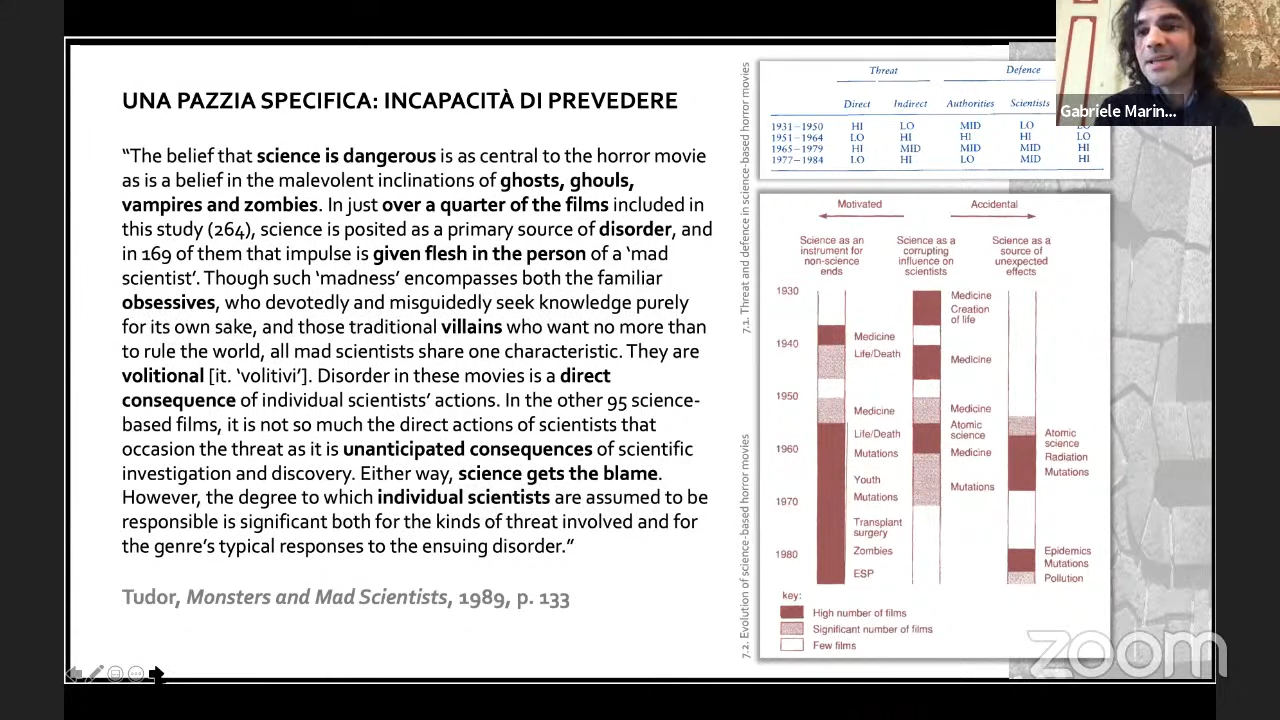 UNA PAZZIA SPECIFICA: INCAPACITÀ DI PREVEDERE
“The belief that science is dangerous is as central to the horror movie
as is a belief in the malevolent inclinations of ghosts, ghouls,
vampires and zombies. In just over a quarter of the films included in
this study (264), science is posited as a primary source of disorder, and
in 169 of them that impulse is given flesh in the person of a ‘mad
scientist’. Though such ‘madness’ encompasses both the familiar
obsessives, who devotedly and misguidedly seek knowledge purely
for its own sake, and those traditional villains who want no more than
to rule the world, all mad scientists share one characteristic. They are
volitional [it. ‘volitivi’]. Disorder in these movies is a direct
consequence of individual scientists’ actions. In the other 95 science-
based films, it is not so much the direct actions of scientists that
occasion the threat as it is unanticipated consequences of scientific
investigation and discovery. Either way, science gets the blame.
However, the degree to which individual scientists are assumed to be
responsible is significant both for the kinds of threat involved and for
the genre’s typical responses to the ensuing disorder.”
Tudor, Monsters and Mad Scientists, 1989, p. 133
7.1. Threat and defence in science-based horror movies
Threat Defence
Direct Indirect Authorities Scientists
1931–1950 HI LO MID LO LO
1951–1964 LO HI HI HI LO
1965–1979 HI MID MID MID HI
1977–1984 LO HI LO MID HI
Gabriele Marin...
7.2. Evolution of science-based horror movies
Motivated Accidental
Science as an instrument for non-science ends
Science as a corrupting influence on scientists
Science as a source of unexpected effects
1930
1940
1950
1960
1970
1980
Medicine
Life/Death
Medicine
Life/Death
Mutations
Youth
Mutations
Transplant
surgery
Zombies
ESP
Medicine
Creation
of life
Medicine
Medicine
Atomic
science
Medicine
Mutations
Atomic
science
Radiation
Mutations
Epidemics
Mutations
Pollution
key:
High number of films
Significant number of films
Few films
zoom